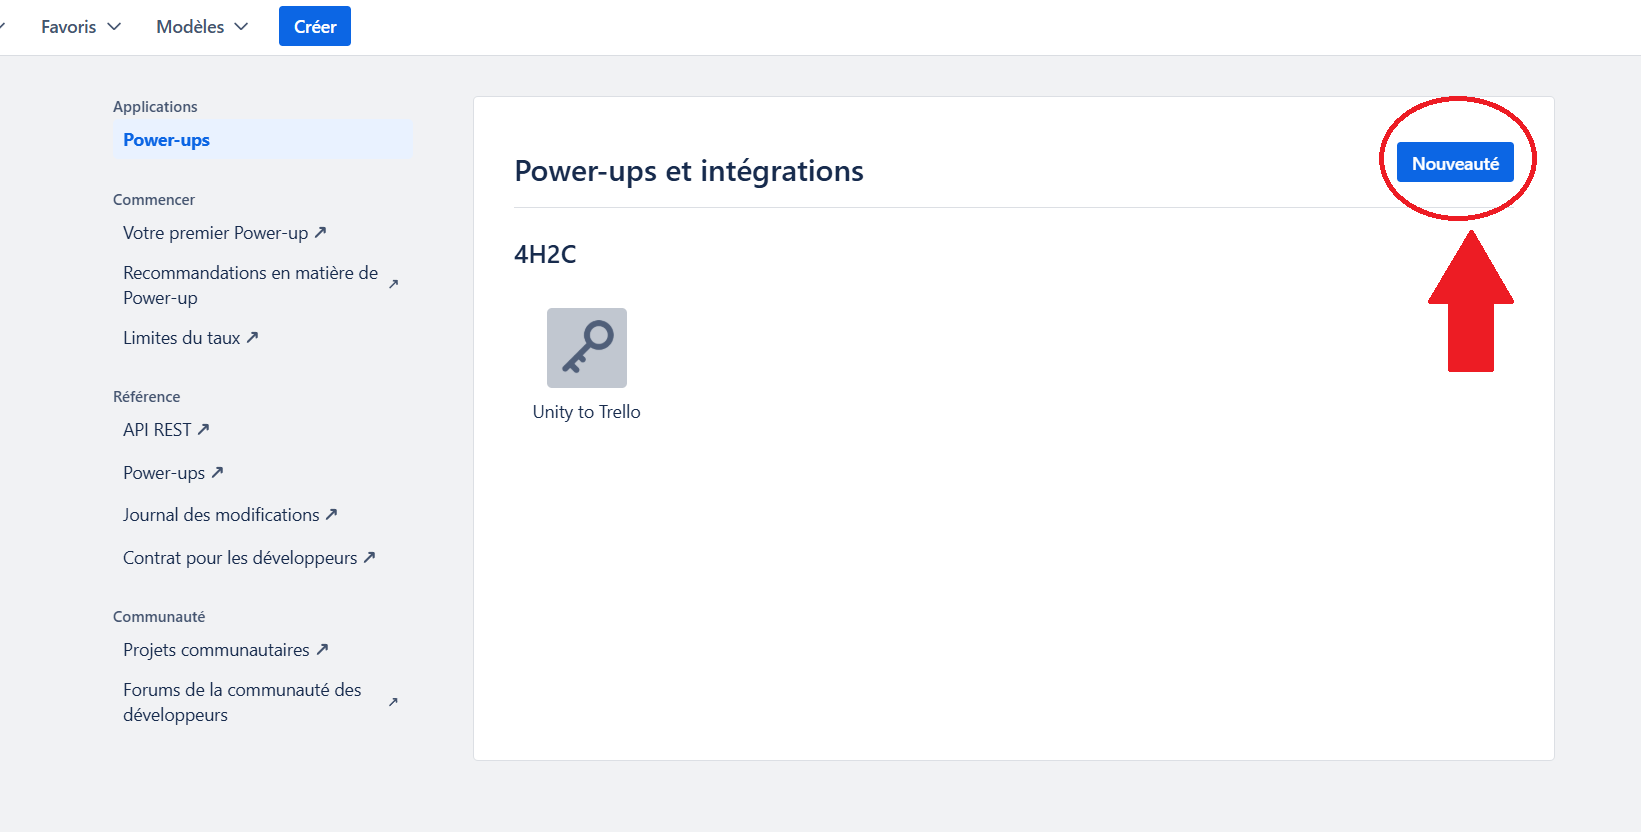 Favoris
Modèles
Créer
Applications
Power-ups
Commencer
Votre premier Power-up
Recommandations en matière de
Power-up
Limites du taux
Référence
API REST
Power-ups
Journal des modifications
Contrat pour les développeurs
Communauté
Projets communautaires
Forums de la communauté des
développeurs
Power-ups et intégrations
Nouveauté
4H2C
Unity to Trello